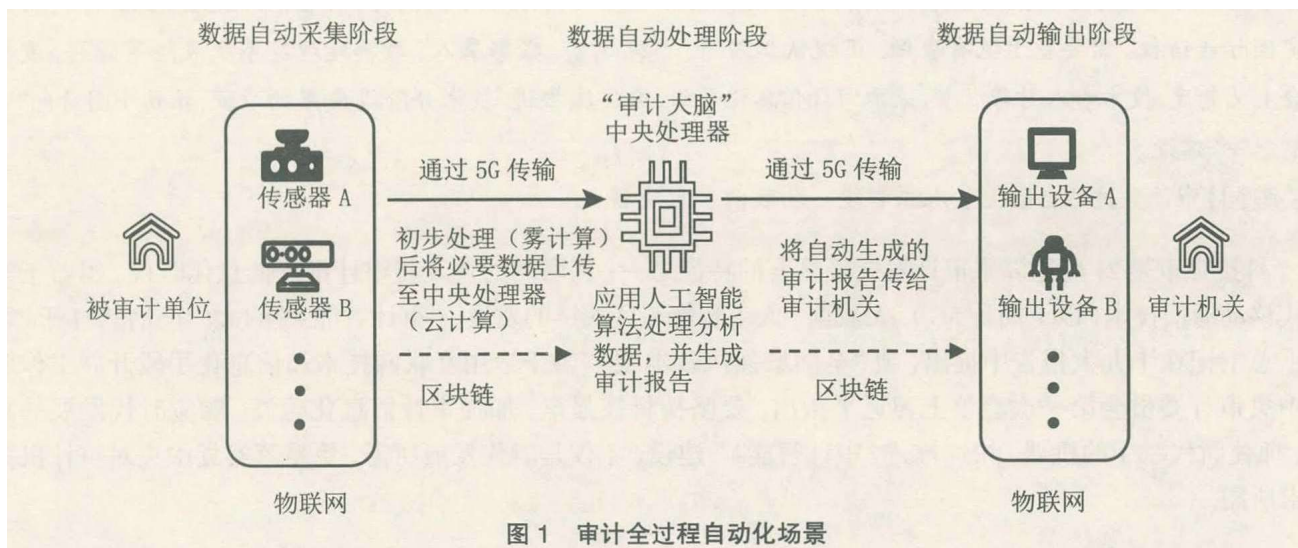 数据自动采集阶段
数据自动处理阶段
数据自动输出阶段
“审计大脑”
中央处理器
传感器 A
传感器 B
被审计单位
物联网
通过 5G 传输
初步处理（雾计算）
后将必要数据上传
至中央处理器
（云计算）
区块链
应用人工智能
算法处理分析
数据，并生成
审计报告
通过 5G 传输
将自动生成的
审计报告传给
审计机关
区块链
输出设备 A
输出设备 B
审计机关
物联网
图 1 审计全过程自动化场景